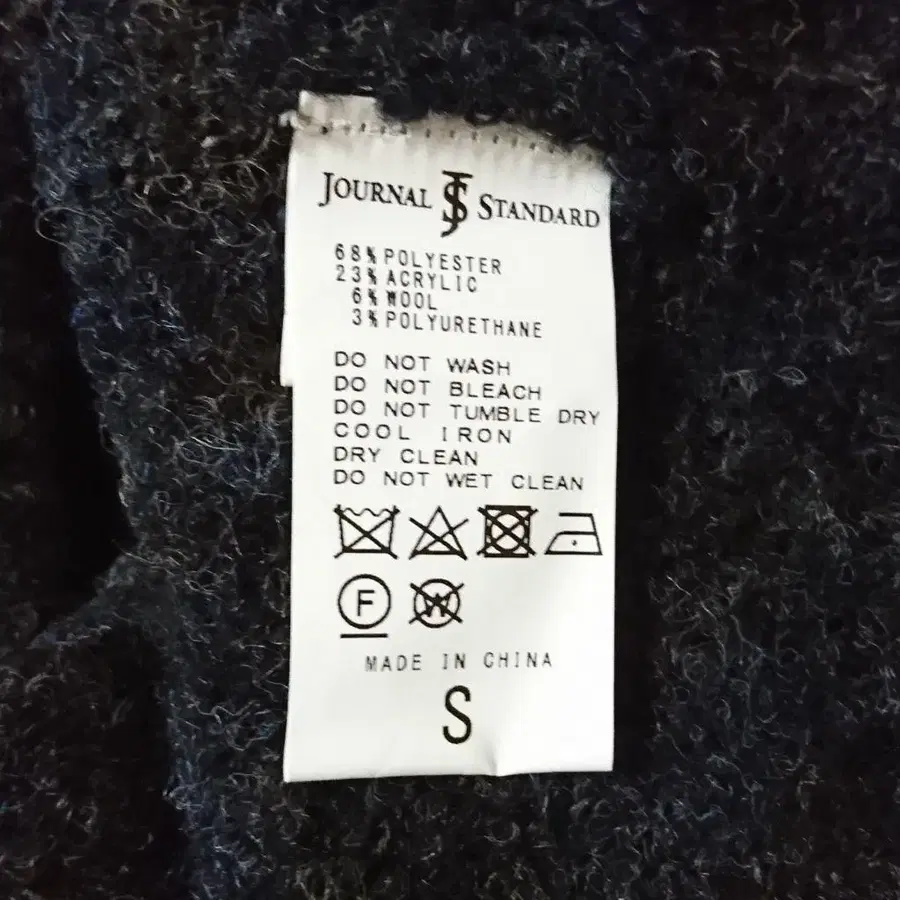 JOURNAL JS STANDARD
68% POLYESTER
23% ACRYLIC
6% WOOL
3% POLYURETHANE
DO NOT WASH
DO NOT BLEACH
DO NOT TUMBLE DRY
COOL IRON
DRY CLEAN
DO NOT WET CLEAN
F W
MADE IN CHINA
S